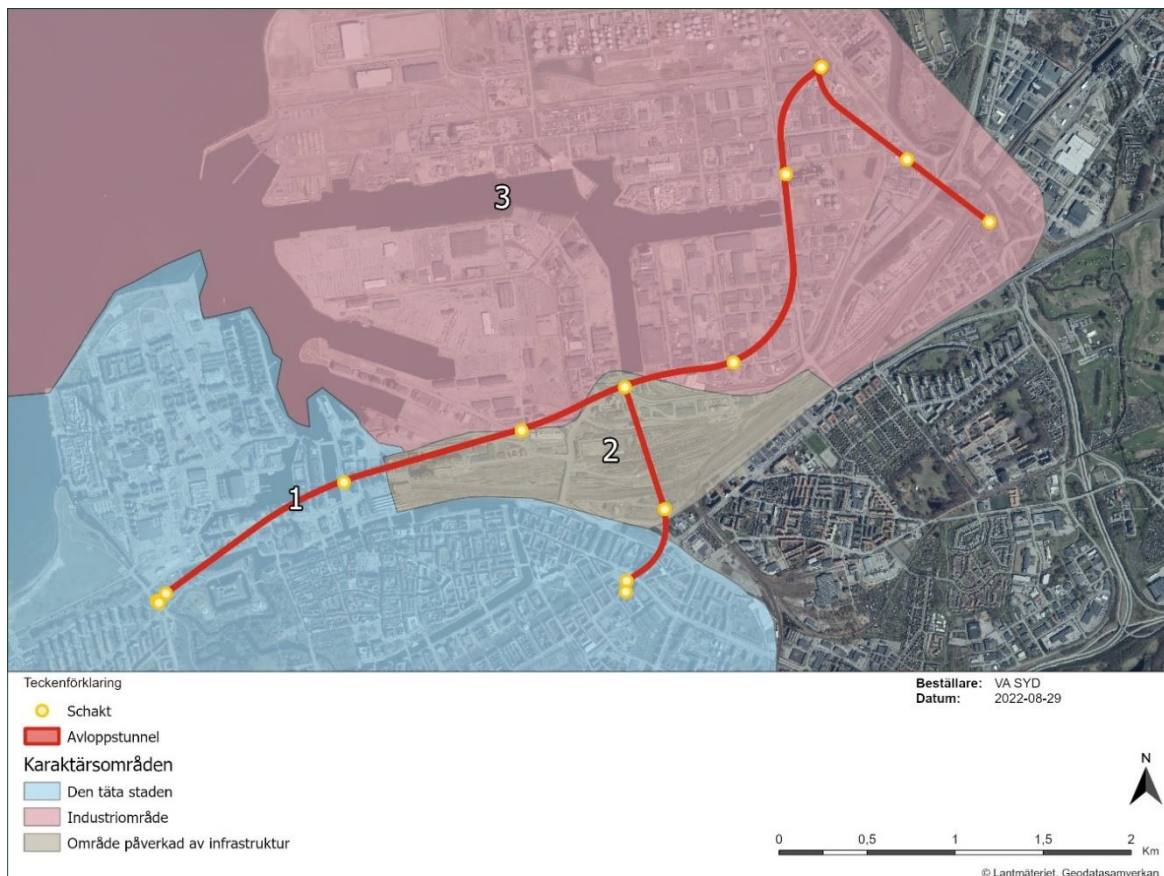 3
2
1
Teckenförklaring
Schakt
Avloppstunnel
Karaktärsområden
Den täta staden
Industriområde
Område påverkad av infrastruktur
Beställare: VA SYD
Datum: 2022-08-29
N
0 0,5 1 1,5 2
Km
© Lantmäteriet, Geodatasamverkan